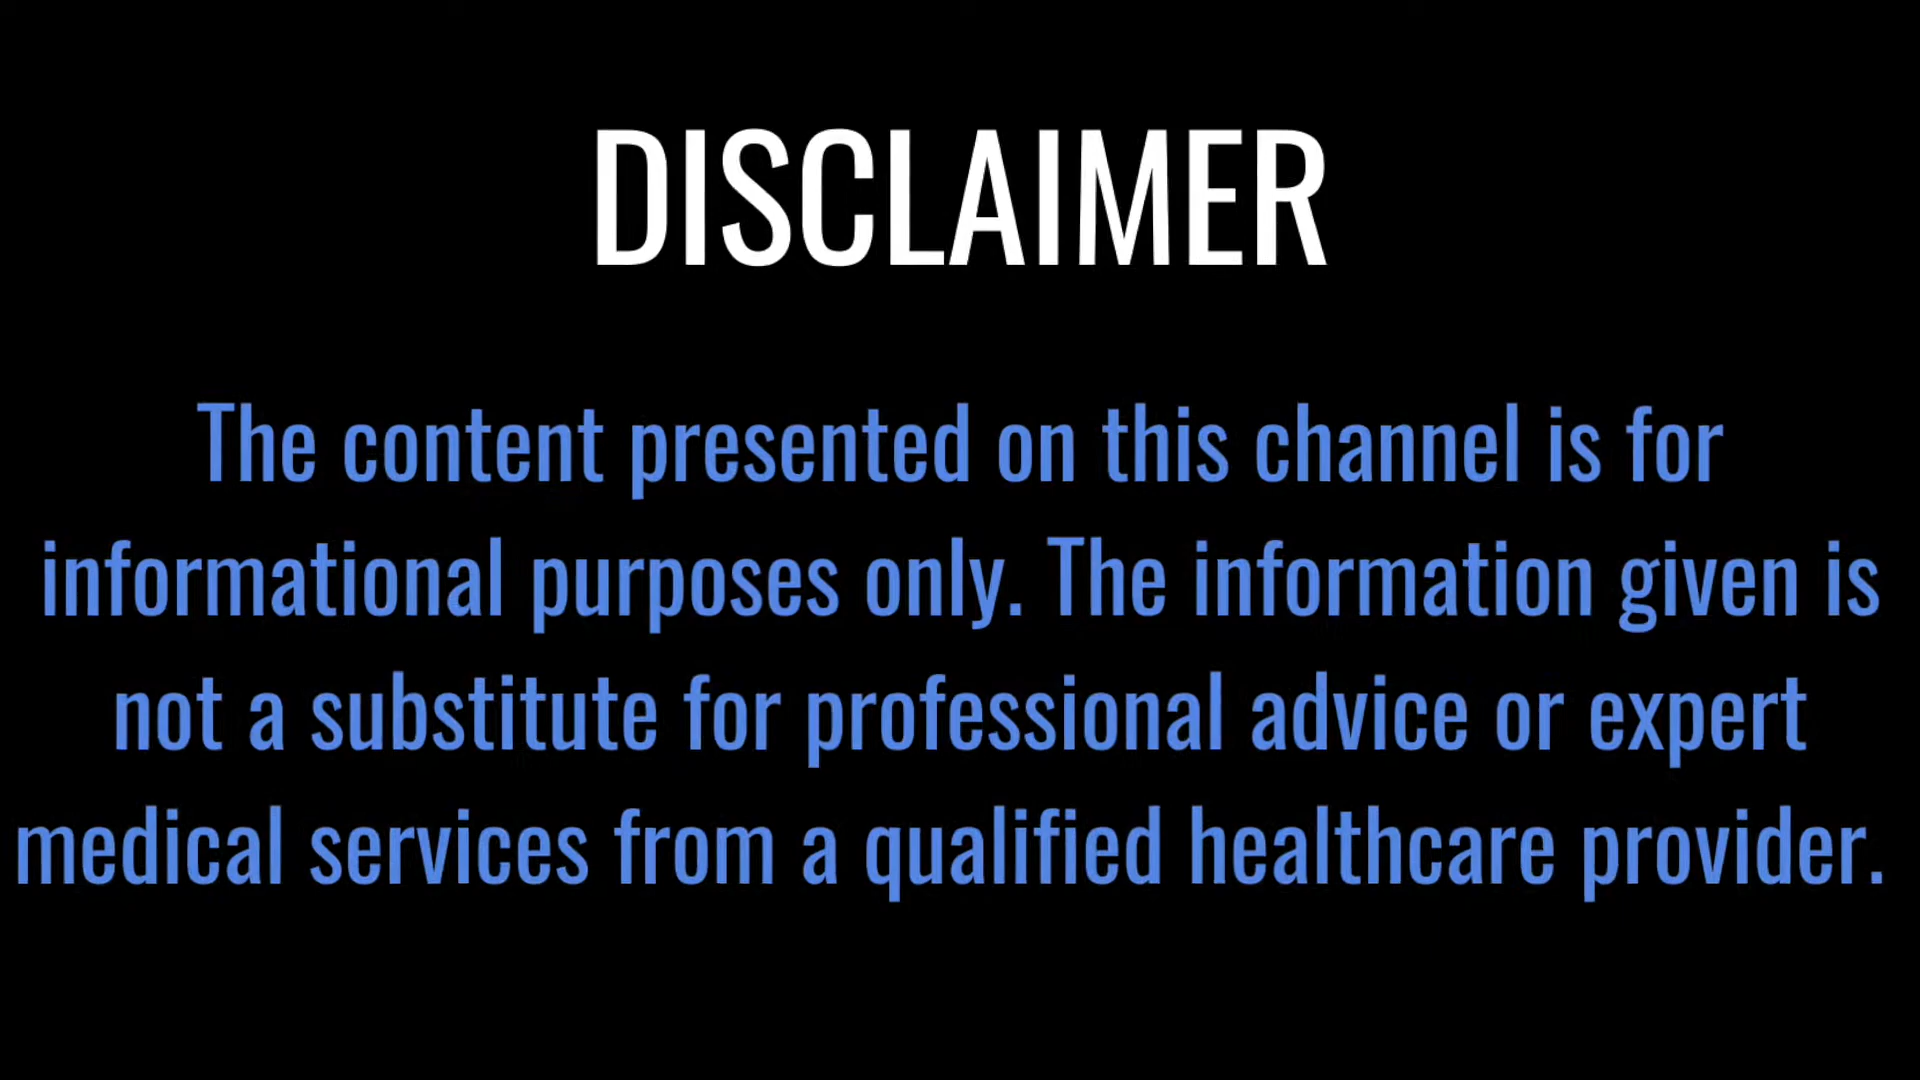 DISCLAIMER
The content presented on this channel is for
informational purposes only. The information given is
not a substitute for professional advice or expert
medical services from a qualified healthcare provider.